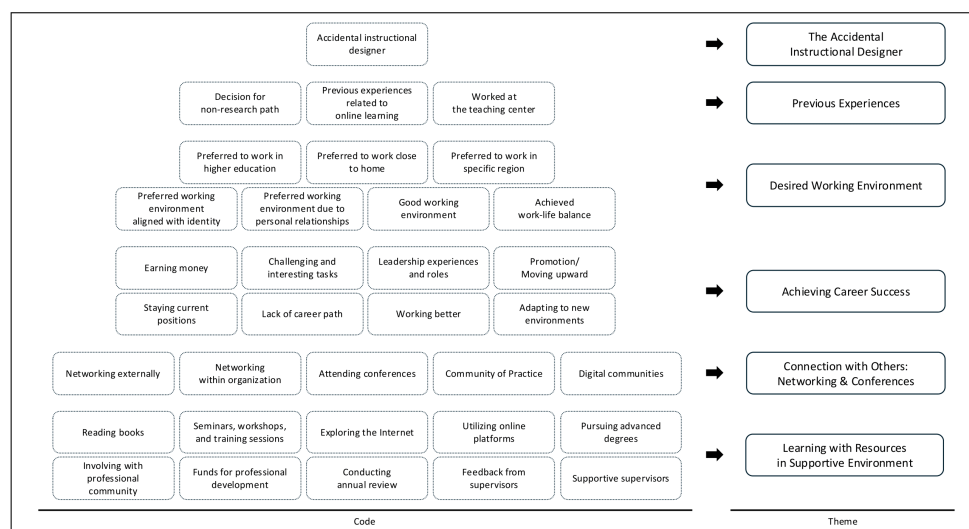 Accidental instructional
designer
The Accidental
Instructional Designer
Decision for
non-research path
Previous experiences
related to
online learning
Worked at
the teaching center
Previous Experiences
Preferred to work in
higher education
Preferred to work close
to home
Preferred to work in
specific region
Preferred working
environment
aligned with identity
Preferred working
environment due to
personal relationships
Good working
environment
Achieved
work-life balance
Desired Working Environment
Earning money
Challenging and
interesting tasks
Leadership experiences
and roles
Promotion/
Moving upward
Staying current
positions
Lack of career path
Working better
Adapting to new
environments
Achieving Career Success
Networking externally
Networking
within organization
Attending conferences
Community of Practice
Digital communities
Connection with Others:
Networking & Conferences
Reading books
Seminars, workshops,
and training sessions
Exploring the Internet
Utilizing online
platforms
Pursuing advanced
degrees
Involving with
professional
community
Funds for professional
development
Conducting
annual review
Feedback from
supervisors
Supportive supervisors
Learning with Resources
in Supportive Environment
Code
Theme